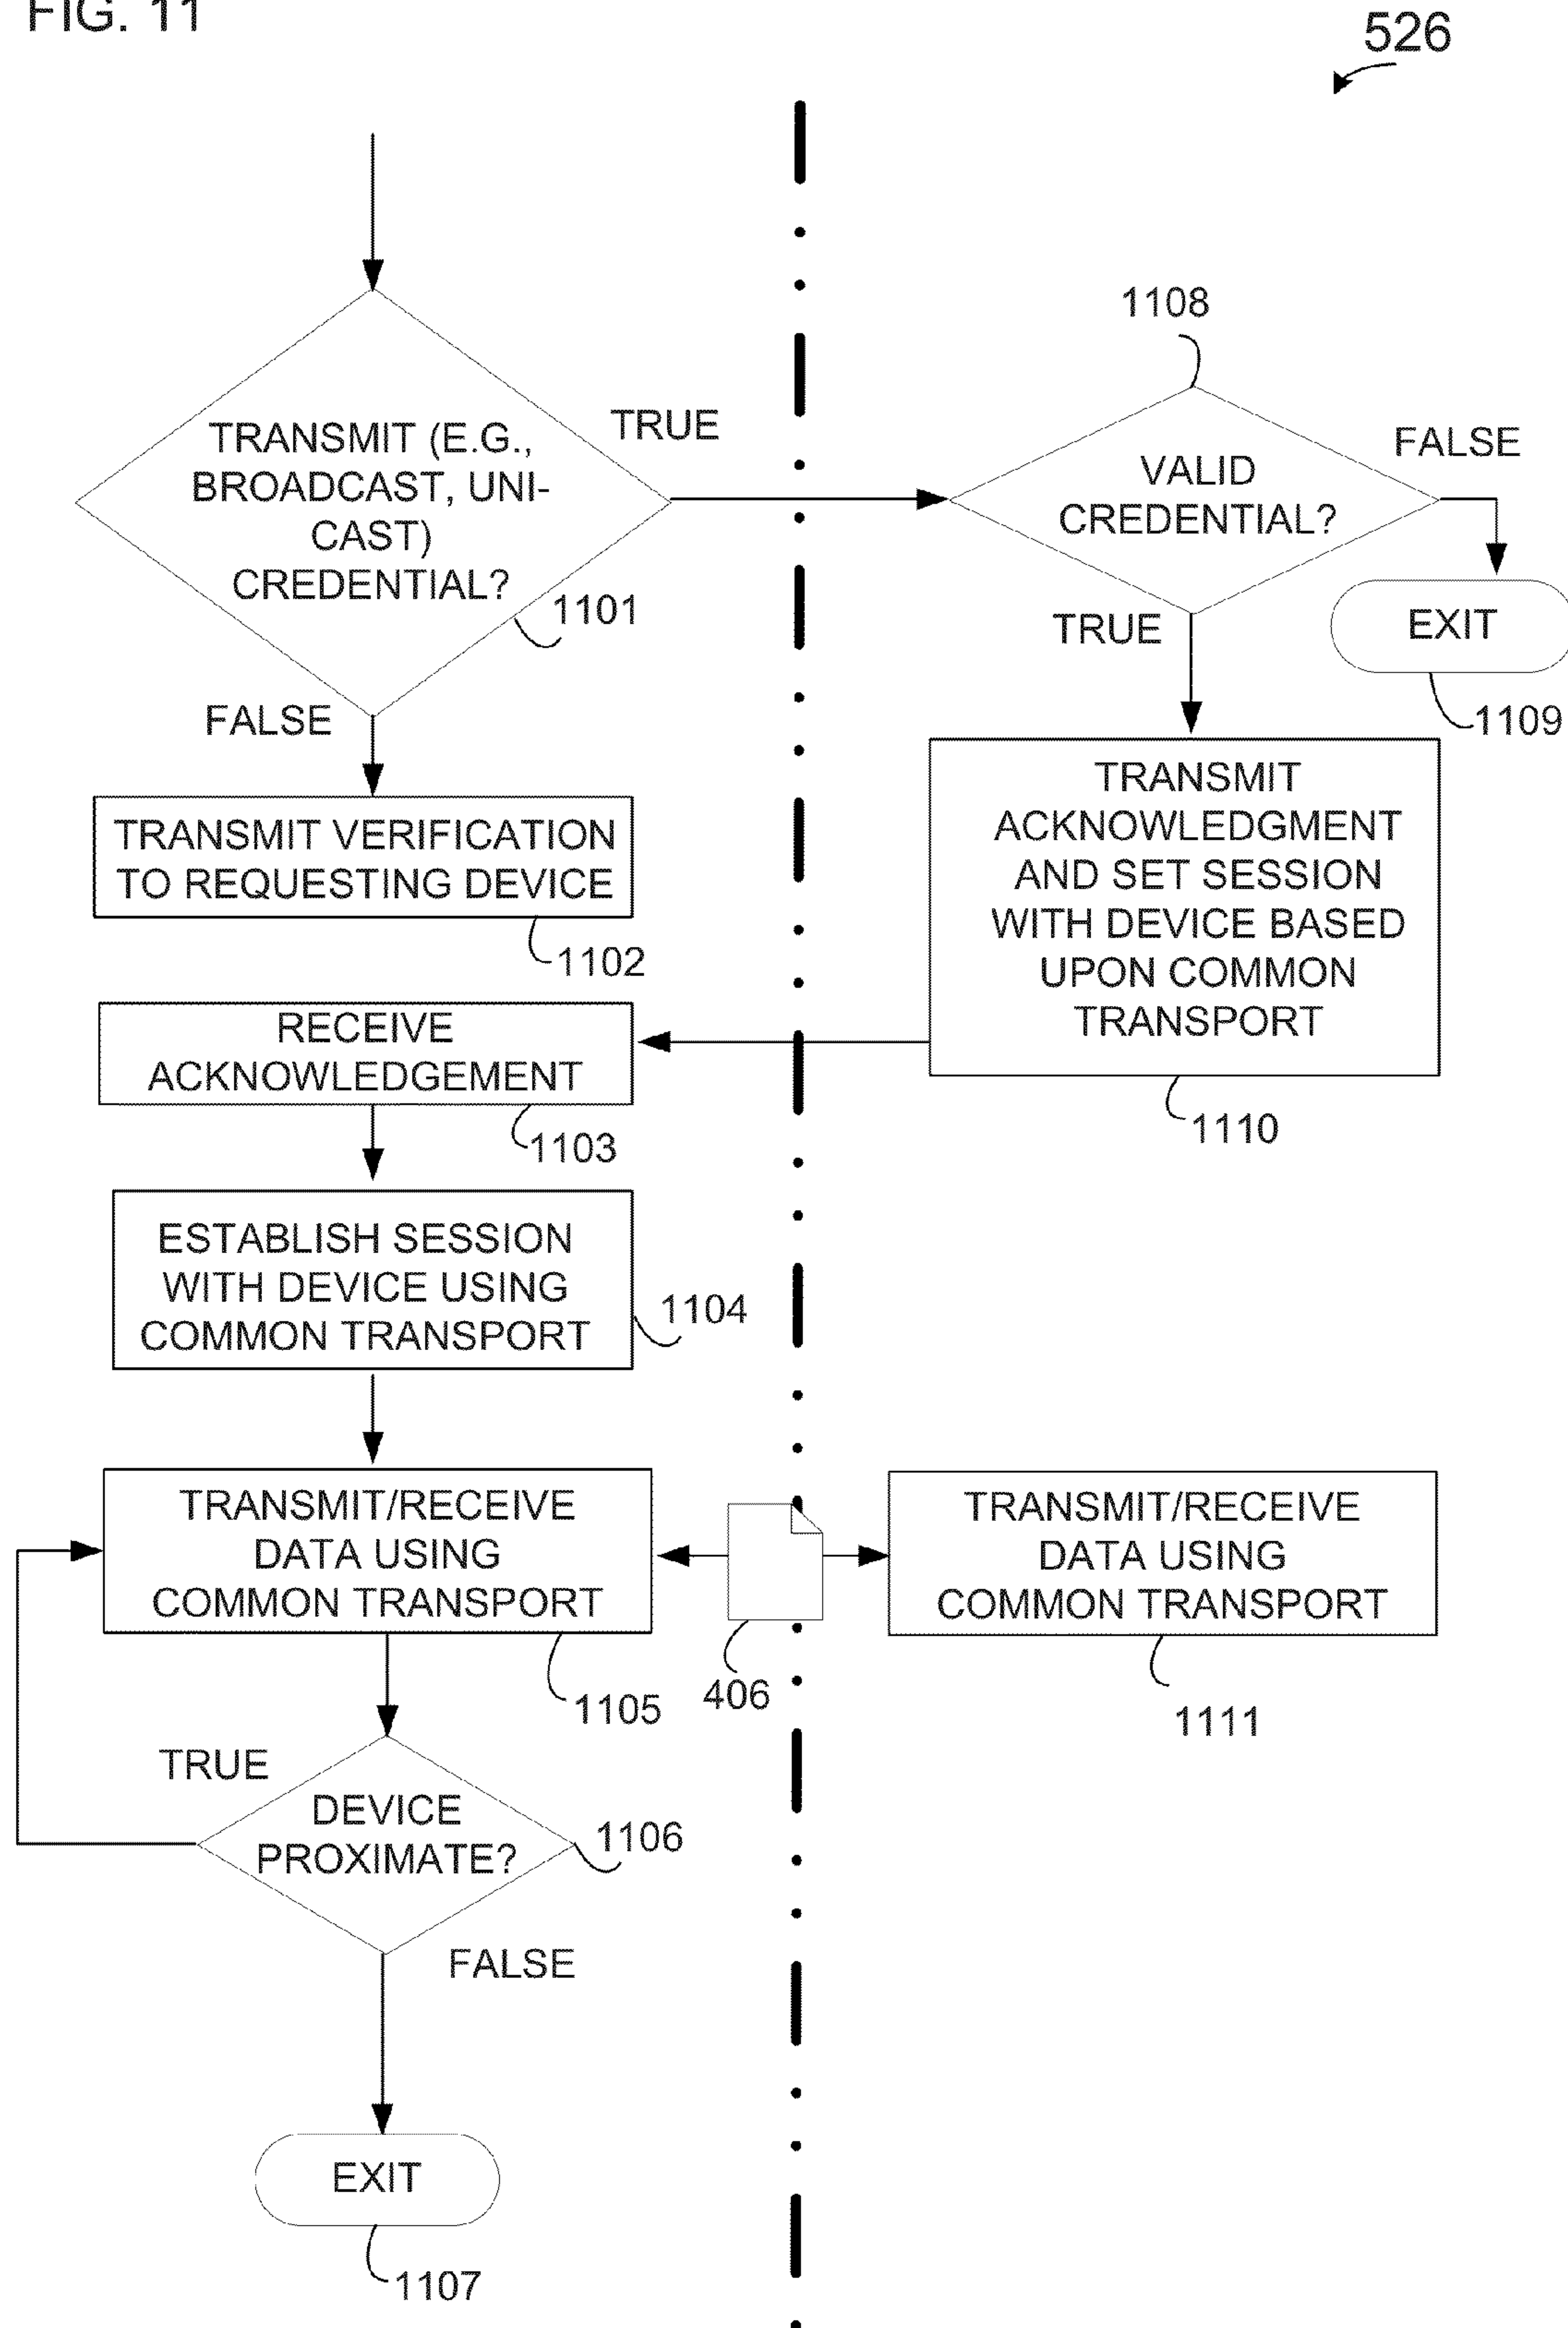 FIG. 11
526
TRANSMIT (E.G.,
BROADCAST, UNI-
CAST)
CREDENTIAL?
TRUE
1101
FALSE
1108
VALID
CREDENTIAL?
FALSE
TRUE
EXIT
1109
TRANSMIT VERIFICATION
TO REQUESTING DEVICE
1102
TRANSMIT
ACKNOWLEDGMENT
AND SET SESSION
WITH DEVICE BASED
UPON COMMON
TRANSPORT
1110
RECEIVE
ACKNOWLEDGEMENT
1103
ESTABLISH SESSION
WITH DEVICE USING
COMMON TRANSPORT
1104
TRANSMIT/RECEIVE
DATA USING
COMMON TRANSPORT
1105
406
TRANSMIT/RECEIVE
DATA USING
COMMON TRANSPORT
1111
TRUE
DEVICE
PROXIMATE?
1106
FALSE
EXIT
1107